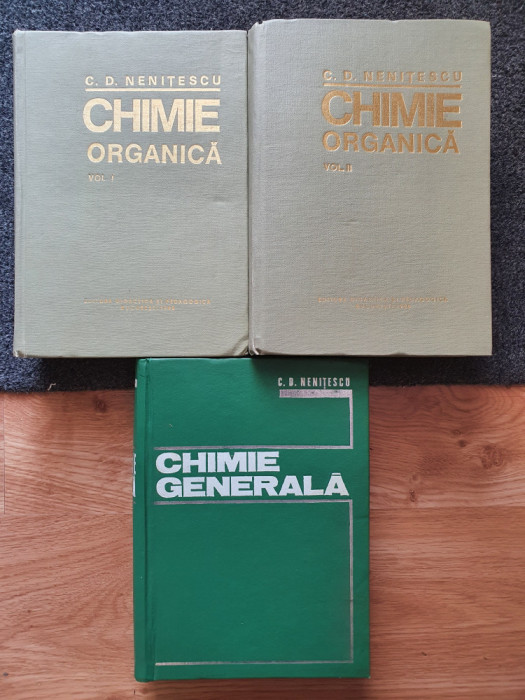 C. D. NENIȚESCU
CHIMIE
ORGANICĂ
VOL. I
C. D. NENIȚESCU
CHIMIE
ORGANICĂ
VOL. II
C. D. NENIȚESCU
CHIMIE
GENERALĂ